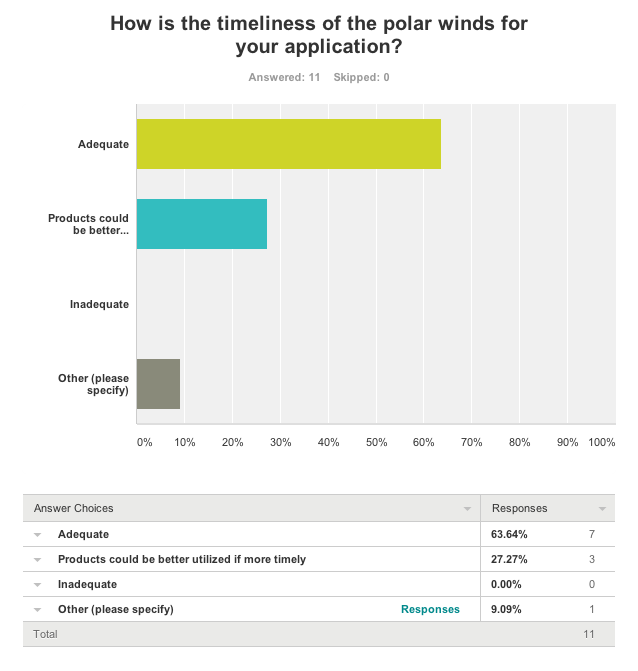 How is the timeliness of the polar winds for
your application?
Answered: 11 Skipped: 0
Adequate
Products could
be better...
Inadequate
Other (please
specify)
0% 10% 20% 30% 40% 50% 60% 70% 80% 90% 100%
Answer Choices Responses
Adequate 63.64% 7
Products could be better utilized if more timely 27.27% 3
Inadequate 0.00% 0
Other (please specify) Responses 9.09% 1
Total 11